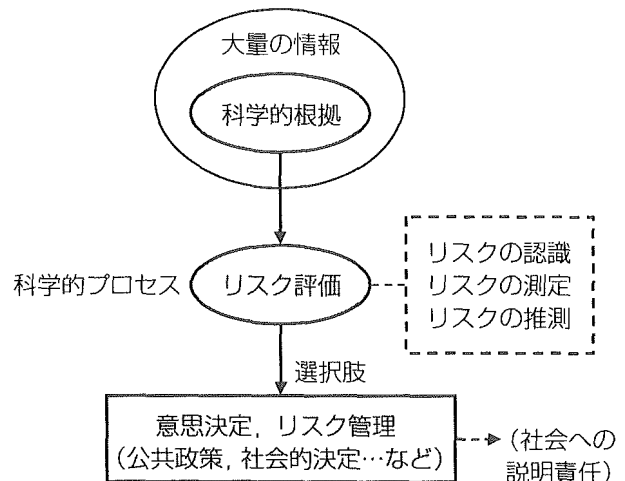 大量の情報
科学的根拠
科学的プロセス
リスク評価
リスクの認識
リスクの測定
リスクの推測
選択肢
意思決定, リスク管理
(公共政策, 社会的決定…など)
(社会への
説明責任)